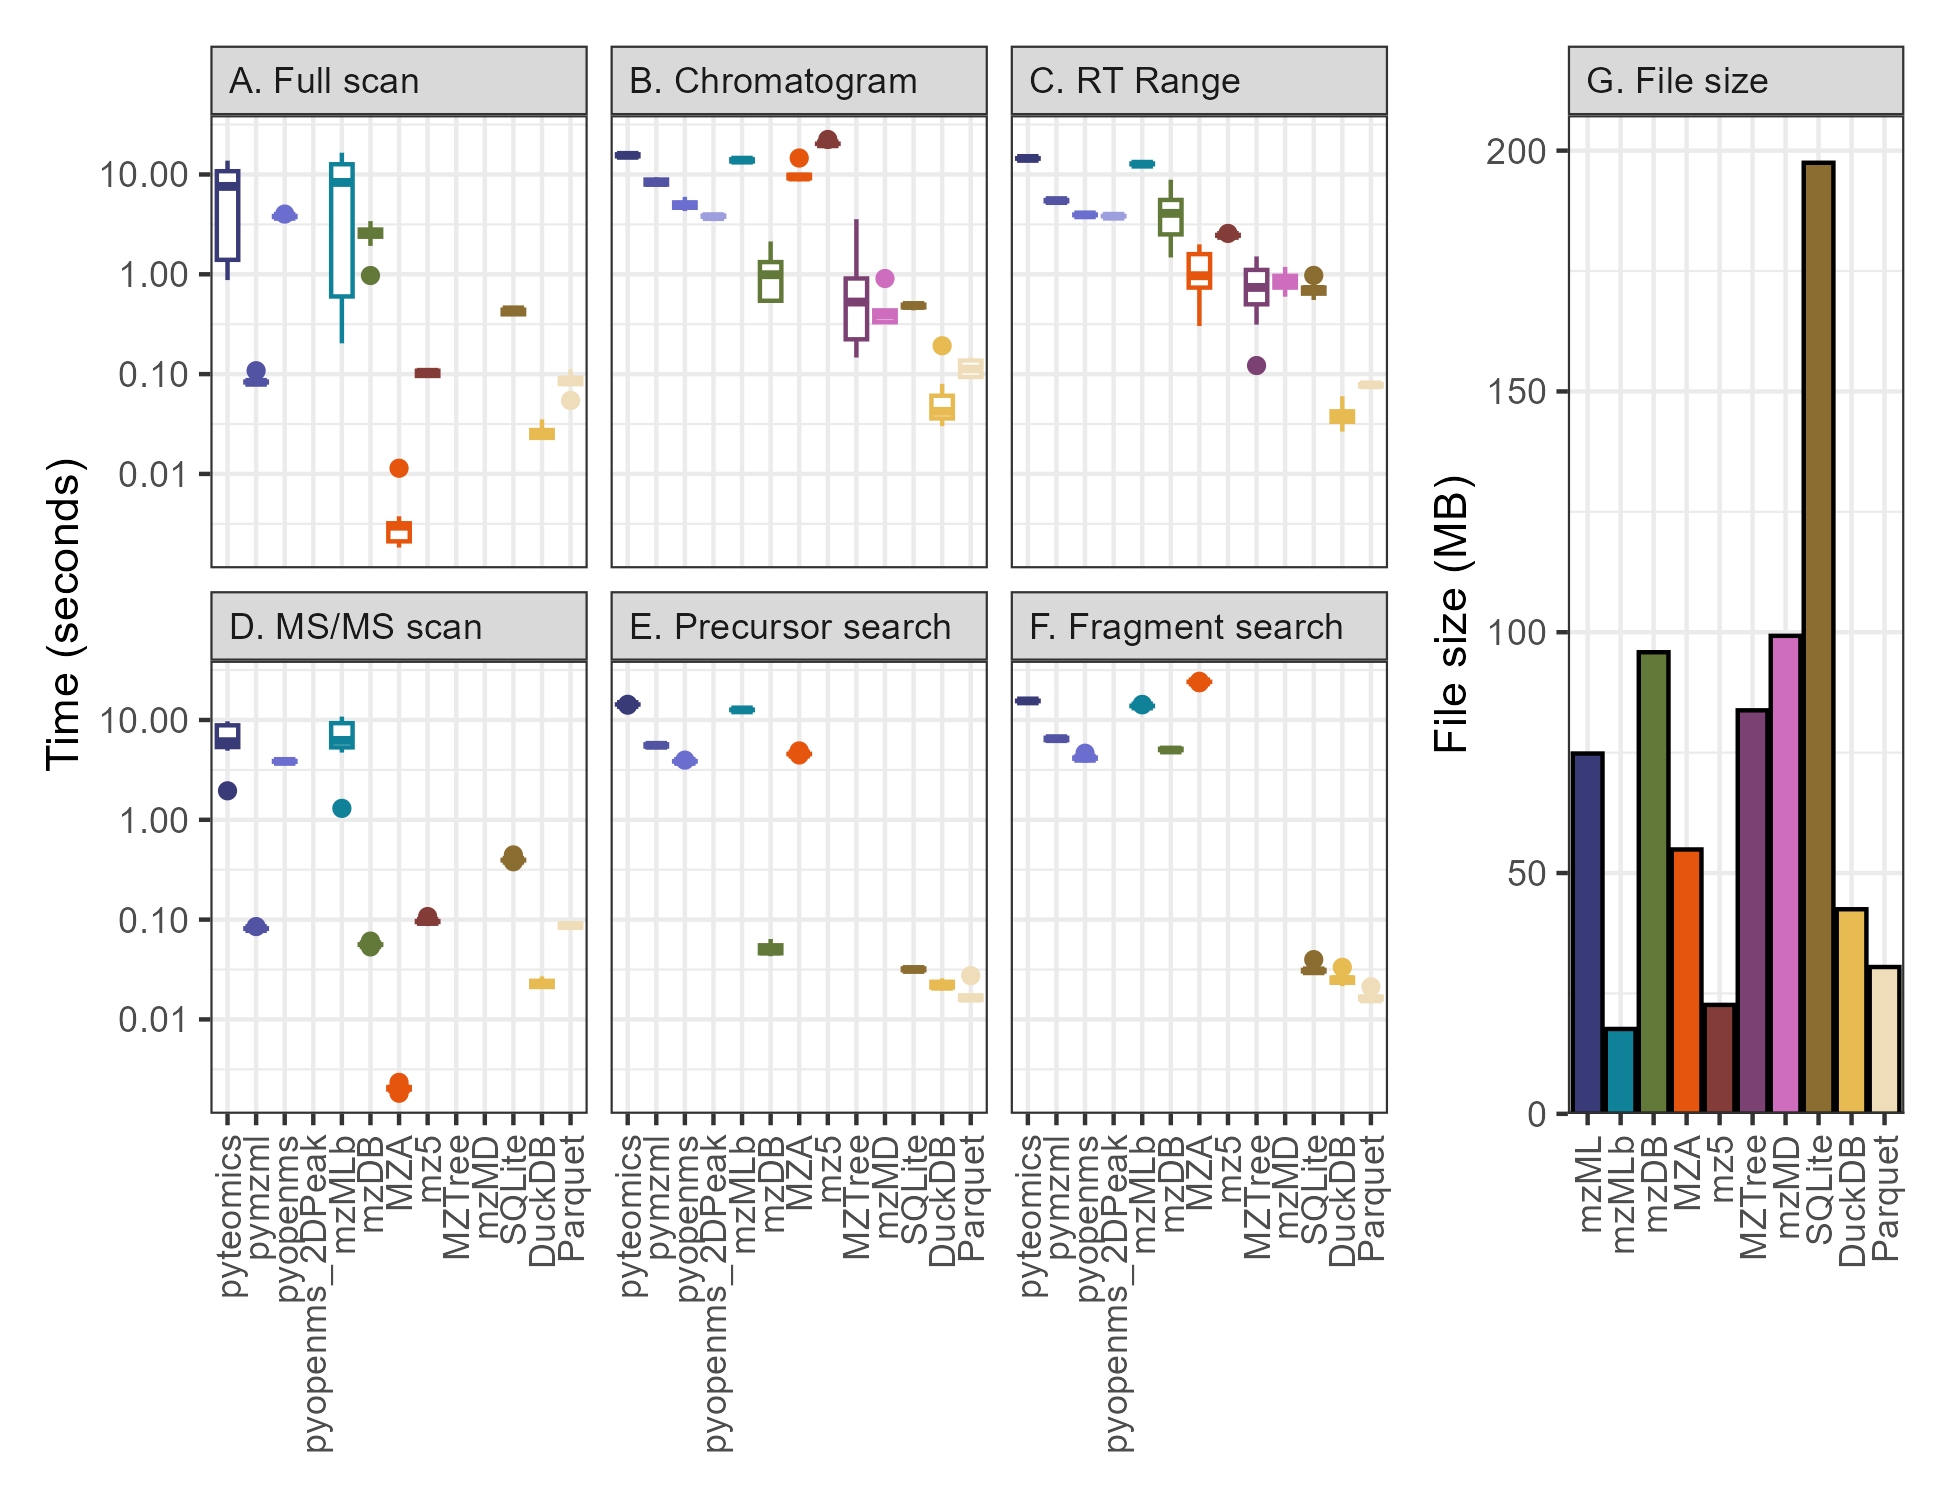 A. Full scan
B. Chromatogram
C. RT Range
G. File size
Time (seconds)
10.00
1.00
0.10
0.01
D. MS/MS scan
E. Precursor search
F. Fragment search
10.00
1.00
0.10
0.01
pyteomics
pymzml
pyopenms
pyopenms_2DPeak
mzMLb
mzDB
MZA
mz5
MZTree
mzMD
SQLite
DuckDB
Parquet
pyteomics
pymzml
pyopenms
pyopenms_2DPeak
mzMLb
mzDB
MZA
mz5
MZTree
mzMD
SQLite
DuckDB
Parquet
pyteomics
pymzml
pyopenms
pyopenms_2DPeak
mzMLb
mzDB
MZA
mz5
MZTree
mzMD
SQLite
DuckDB
Parquet
File size (MB)
200
150
100
50
0
mzML
mzMLb
mzDB
MZA
mz5
MZTree
mzMD
SQLite
DuckDB
Parquet